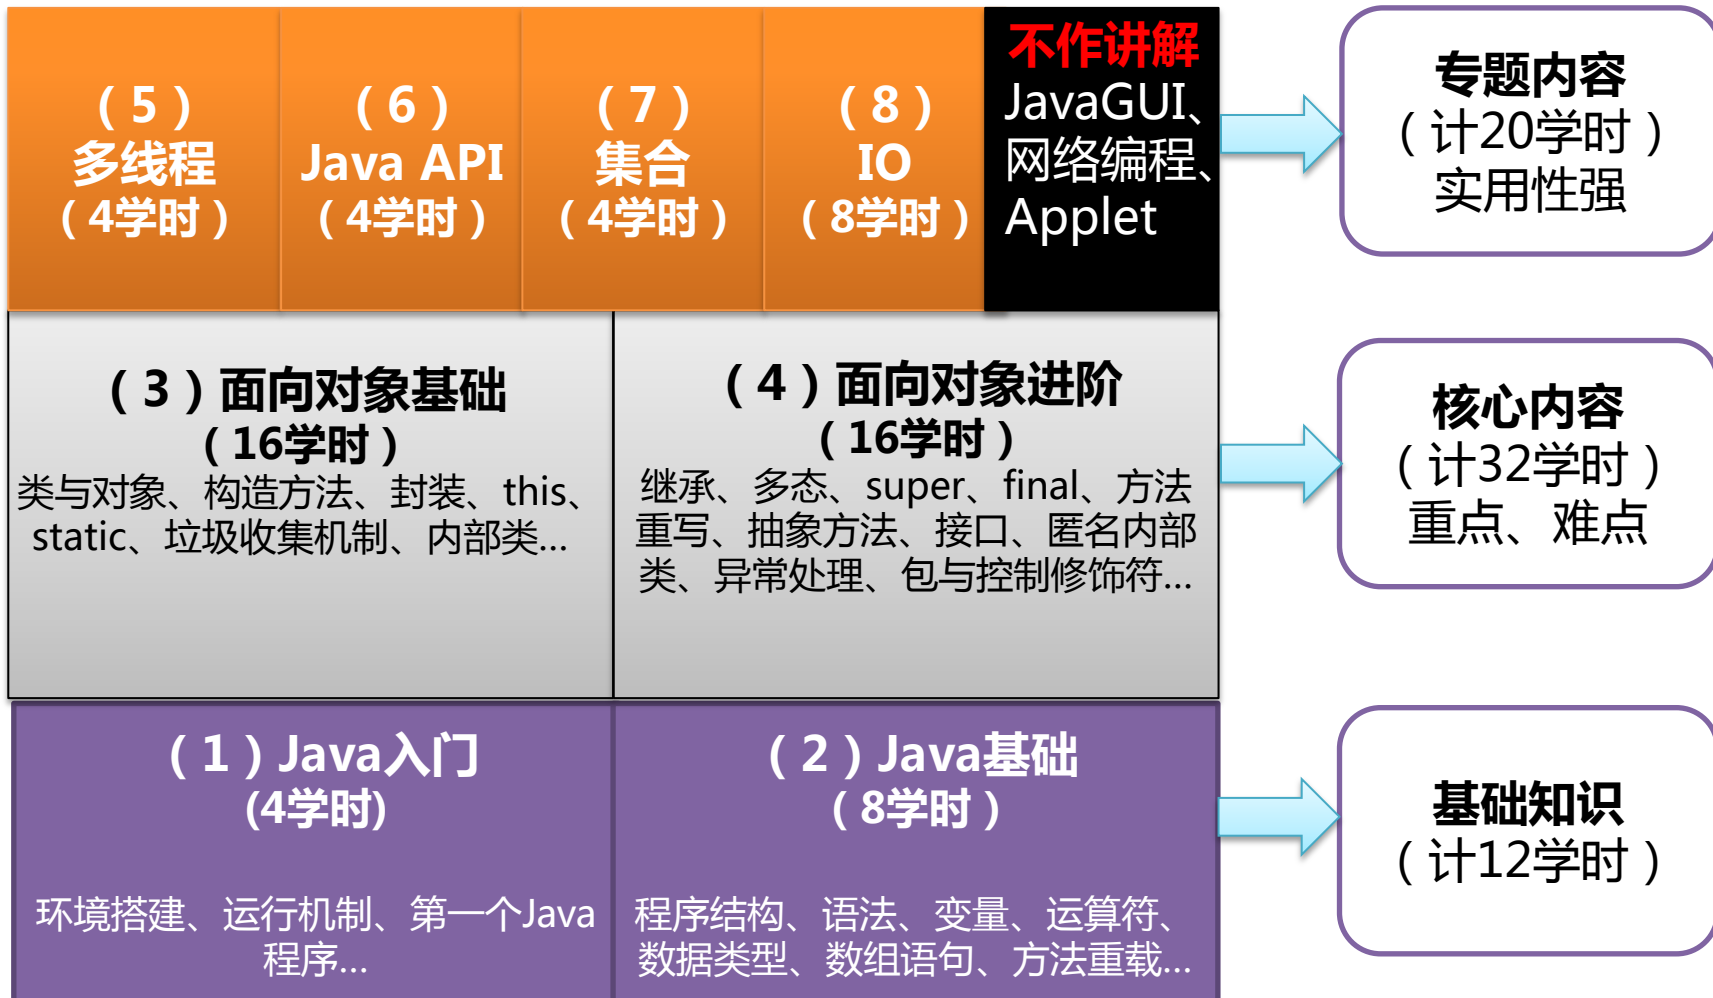 （5）
多线程
（4学时）
（6）
Java API
（4学时）
（7）
集合
（4学时）
（8）
IO
（8学时）
不作讲解
JavaGUI、
网络编程、
Applet
专题内容
（计20学时）
实用性强
（3）面向对象基础
（16学时）
类与对象、构造方法、封装、this、
static、垃圾收集机制、内部类...
（4）面向对象进阶
（16学时）
继承、多态、super、final、方法
重写、抽象方法、接口、匿名内部
类、异常处理、包与控制修饰符...
核心内容
（计32学时）
重点、难点
（1）Java入门
(4学时)
环境搭建、运行机制、第一个Java
程序...
（2）Java基础
（8学时）
程序结构、语法、变量、运算符、
数据类型、数组语句、方法重载...
基础知识
（计12学时）